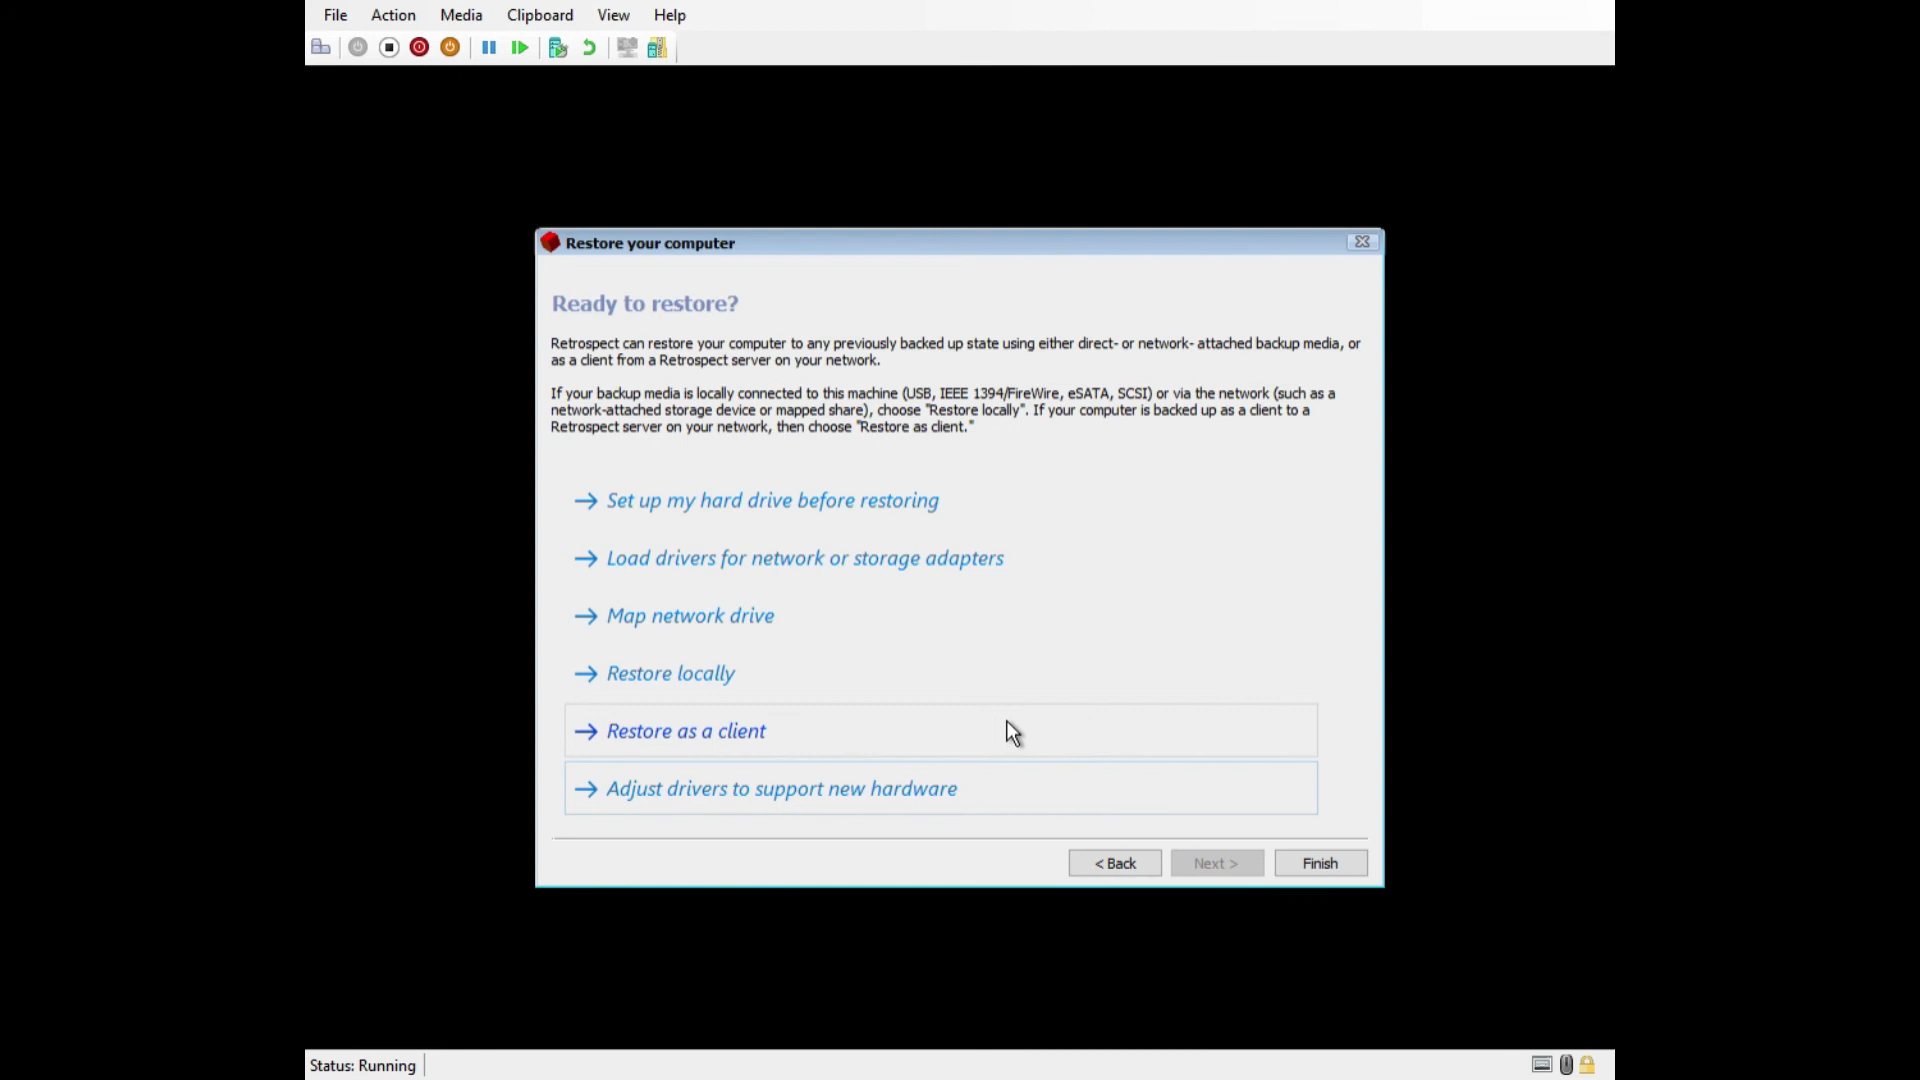 File Action Media Clipboard View Help
Restore your computer
Ready to restore?
Retrospect can restore your computer to any previously backed up state using either direct- or network- attached backup media, or
as a client from a Retrospect server on your network.
If your backup media is locally connected to this machine (USB, IEEE 1394/FireWire, eSATA, SCSI) or via the network (such as a
network-attached storage device or mapped share), choose "Restore locally". If your computer is backed up as a client to a
Retrospect server on your network, then choose "Restore as client."
Set up my hard drive before restoring
Load drivers for network or storage adapters
Map network drive
Restore locally
Restore as a client
Adjust drivers to support new hardware
< Back Next > Finish
Status: Running